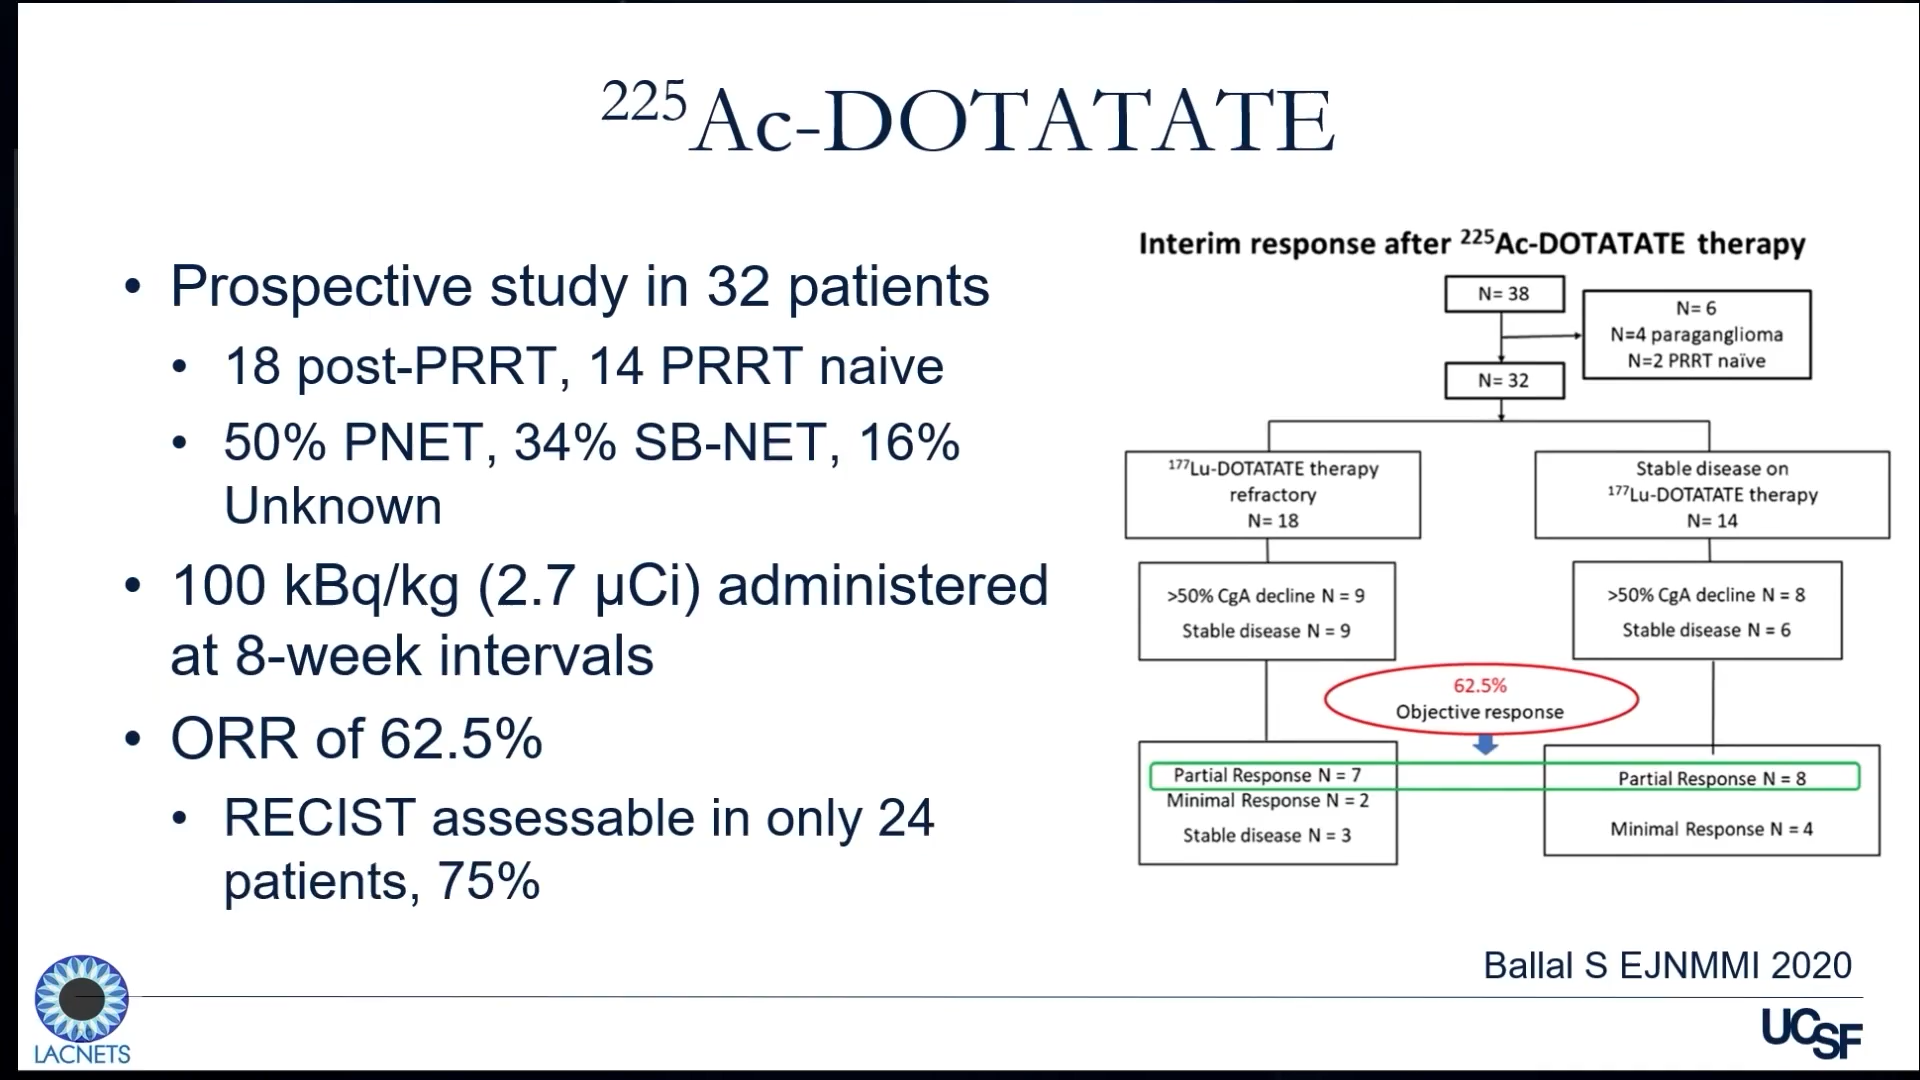 ²²⁵Ac-DOTATATE
• Prospective study in 32 patients
• 18 post-PRRT, 14 PRRT naive
• 50% PNET, 34% SB-NET, 16%
Unknown
• 100 kBq/kg (2.7 µCi) administered
at 8-week intervals
• ORR of 62.5%
• RECIST assessable in only 24
patients, 75%
Interim response after ²²⁵Ac-DOTATATE therapy
N= 38
N= 6
N=4 paraganglioma
N=2 PRRT naïve
N= 32
¹⁷⁷Lu-DOTATATE therapy
refractory
N= 18
Stable disease on
¹⁷⁷Lu-DOTATATE therapy
N= 14
>50% CgA decline N = 9
Stable disease N = 9
>50% CgA decline N = 8
Stable disease N = 6
62.5%
Objective response
Partial Response N = 7
Minimal Response N = 2
Stable disease N = 3
Partial Response N = 8
Minimal Response N = 4
Ballal S EJNMMI 2020
LACNETS
UCSF